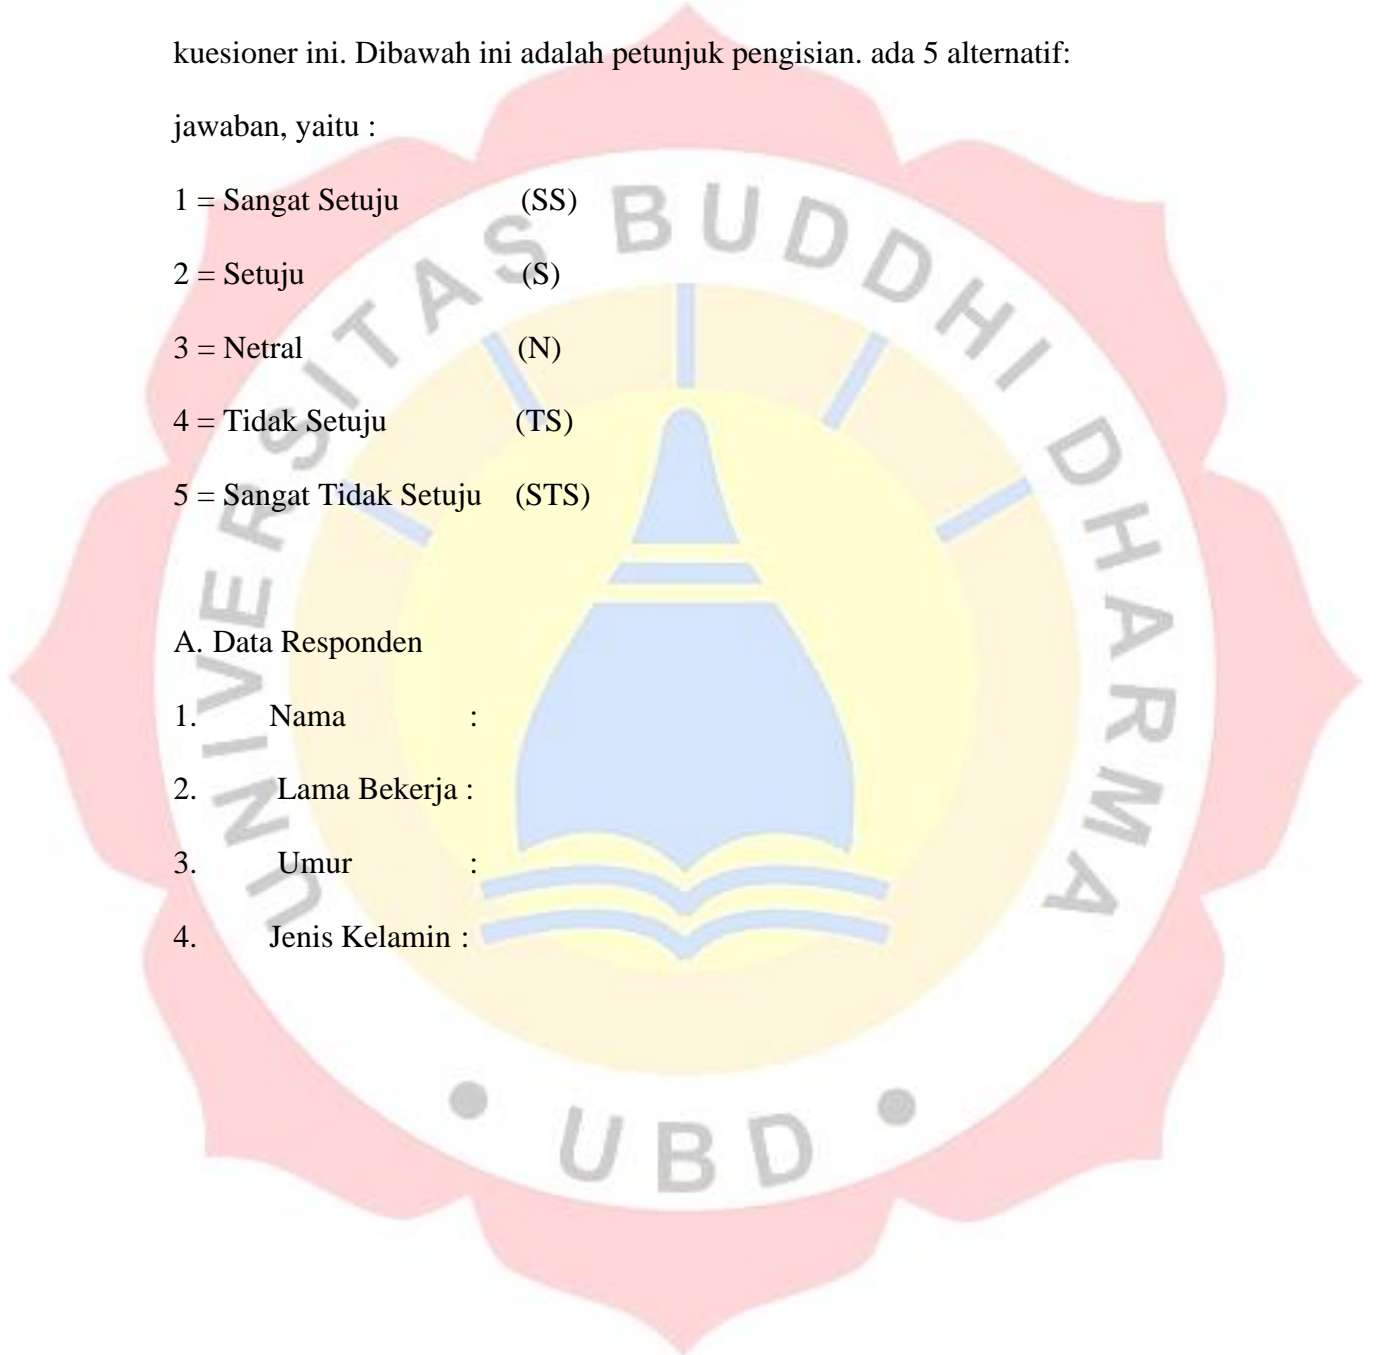 kuesioner ini. Dibawah ini adalah petunjuk pengisian. ada 5 alternatif:
jawaban, yaitu :
1 = Sangat Setuju (SS)
2 = Setuju (S)
3 = Netral (N)
4 = Tidak Setuju (TS)
5 = Sangat Tidak Setuju (STS)
A. Data Responden
1. Nama :
2. Lama Bekerja :
3. Umur :
4. Jenis Kelamin :
UNIVERSITAS BUDDHI DHARMA
• UBD •